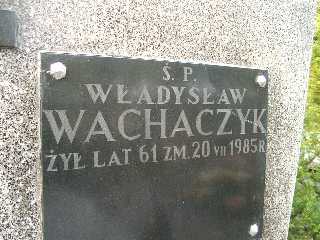 Ś. P.
WŁADYSŁAW
WACHACZYK
ŻYŁ LAT 61 ZM. 20 VII 1985 R